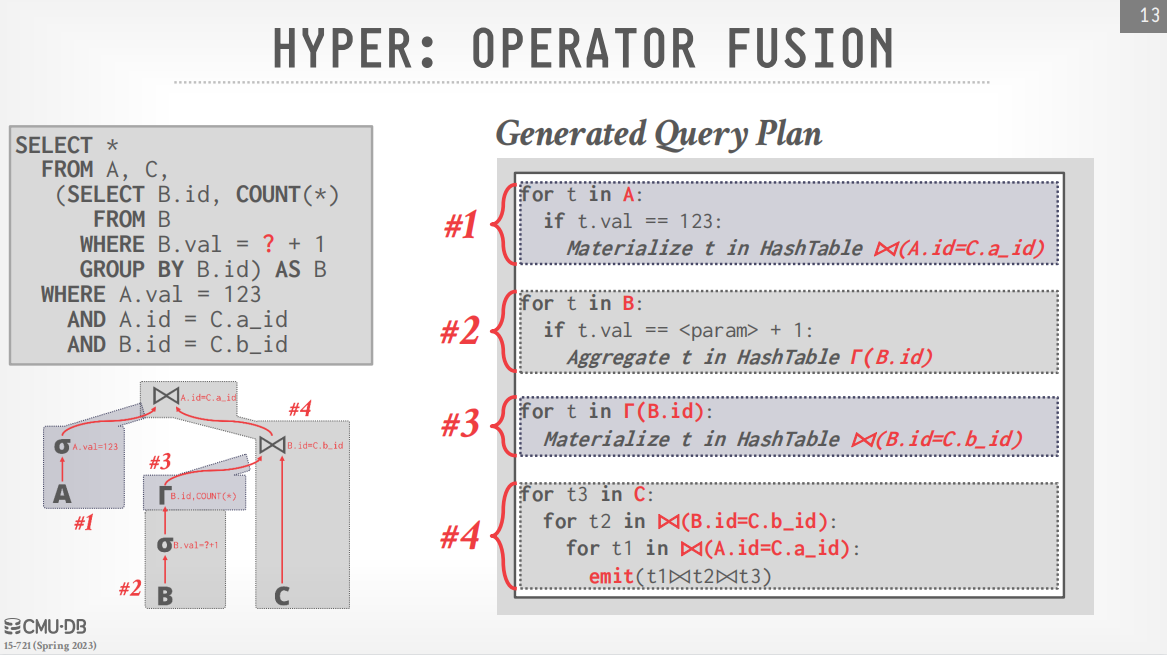 13
HYPER: OPERATOR FUSION
SELECT *
FROM A, C,
(SELECT B.id, COUNT(*)
FROM B
WHERE B.val = ? + 1
GROUP BY B.id) AS B
WHERE A.val = 123
AND A.id = C.a_id
AND B.id = C.b_id
⋈A.id=C.a_id
#4
σA.val=123
⋈B.id=C.b_id
#3
A
ΓB.id,COUNT(*)
#1
σB.val=?+1
#2
B
C
Generated Query Plan
#1
for t in A:
if t.val == 123:
Materialize t in HashTable ⋈(A.id=C.a_id)
#2
for t in B:
if t.val == <param> + 1:
Aggregate t in HashTable Γ(B.id)
#3
for t in Γ(B.id):
Materialize t in HashTable ⋈(B.id=C.b_id)
#4
for t3 in C:
for t2 in ⋈(B.id=C.b_id):
for t1 in ⋈(A.id=C.a_id):
emit(t1⋈t2⋈t3)
CMU·DB
15-721 (Spring 2023)